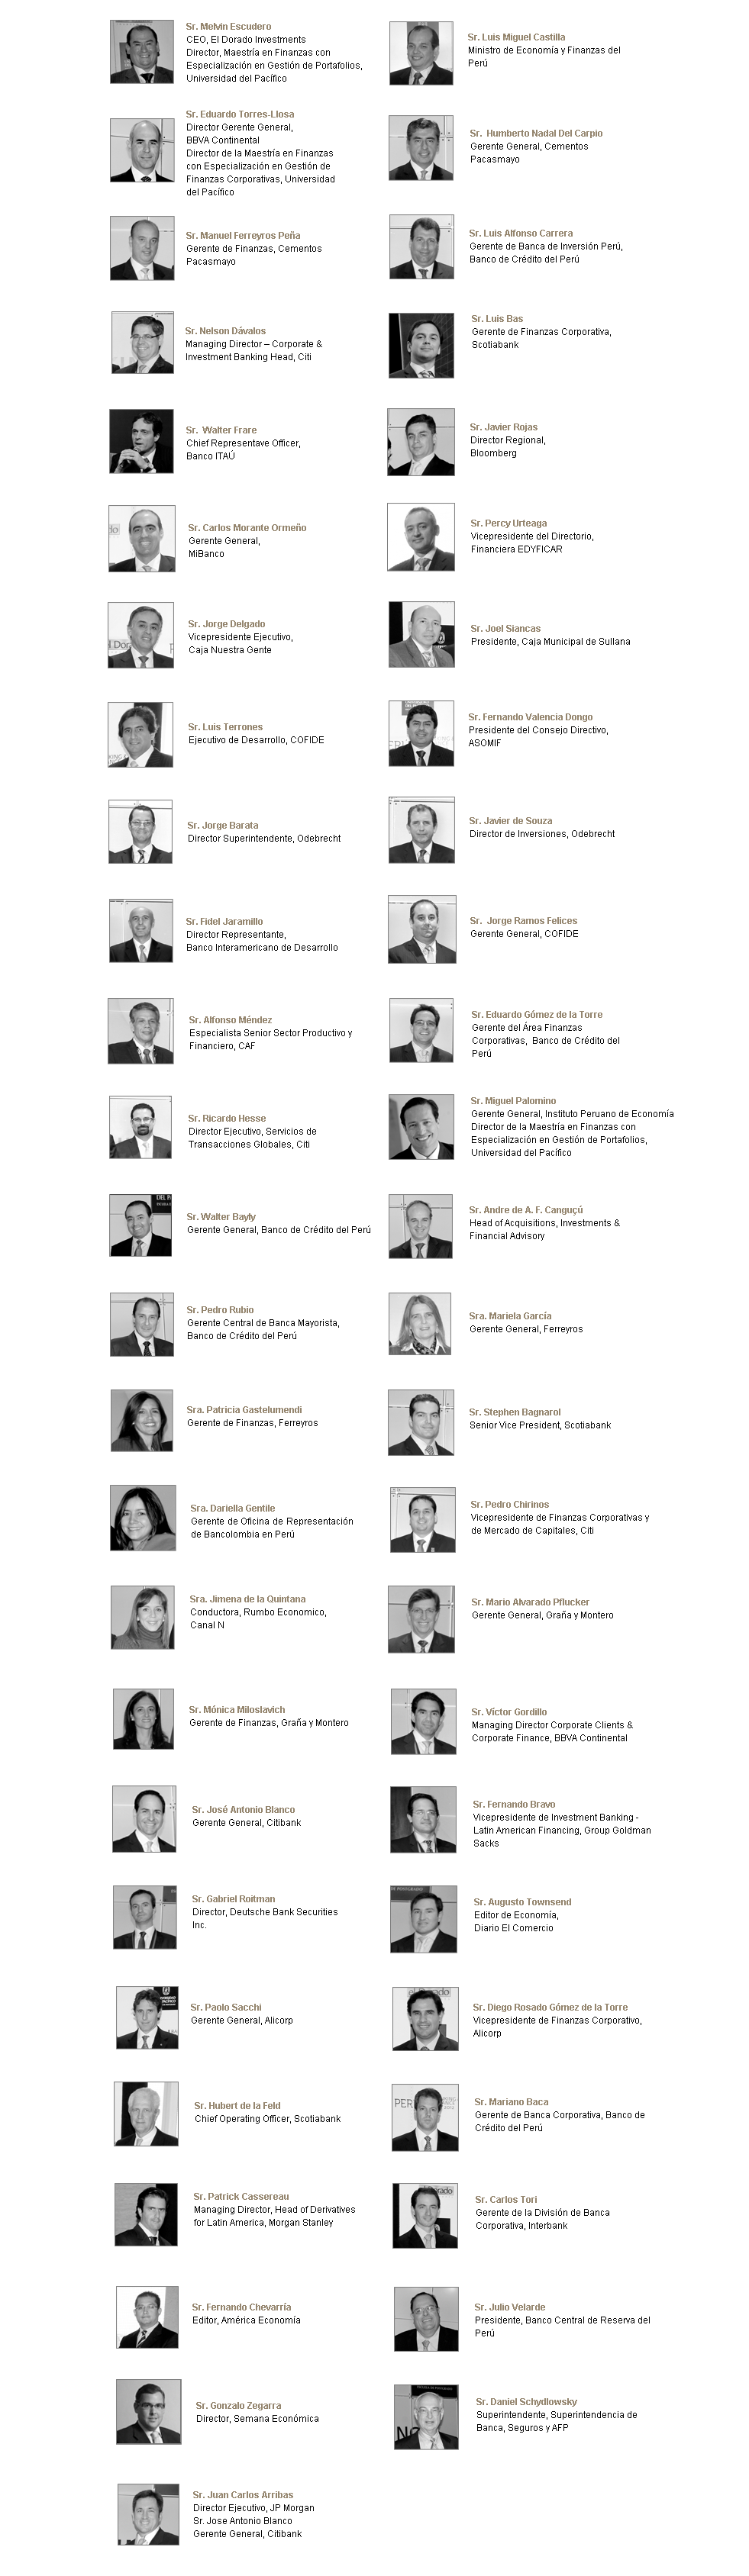 Sr. Melvin Escudero
CEO, El Dorado Investments
Director, Maestría en Finanzas con
Especialización en Gestión de Portafolios,
Universidad del Pacífico
Sr. Luis Miguel Castilla
Ministro de Economía y Finanzas del
Perú
Sr. Eduardo Torres-Llosa
Director Gerente General,
BBVA Continental
Director de la Maestría en Finanzas
con Especialización en Gestión de
Finanzas Corporativas, Universidad
del Pacífico
Sr. Humberto Nadal Del Carpio
Gerente General, Cementos
Pacasmayo
Sr. Manuel Ferreyros Peña
Gerente de Finanzas, Cementos
Pacasmayo
Sr. Luis Alfonso Carrera
Gerente de Banca de Inversión Perú,
Banco de Crédito del Perú
Sr. Nelson Dávalos
Managing Director – Corporate &
Investment Banking Head, Citi
Sr. Luis Bas
Gerente de Finanzas Corporativa,
Scotiabank
Sr. Walter Frare
Chief Representave Officer,
Banco ITAÚ
Sr. Javier Rojas
Director Regional,
Bloomberg
Sr. Carlos Morante Ormeño
Gerente General,
MiBanco
Sr. Percy Urteaga
Vicepresidente del Directorio,
Financiera EDYFICAR
Sr. Jorge Delgado
Vicepresidente Ejecutivo,
Caja Nuestra Gente
Sr. Joel Siancas
Presidente, Caja Municipal de Sullana
Sr. Luis Terrones
Ejecutivo de Desarrollo, COFIDE
Sr. Fernando Valencia Dongo
Presidente del Consejo Directivo,
ASOMIF
Sr. Jorge Barata
Director Superintendente, Odebrecht
Sr. Javier de Souza
Director de Inversiones, Odebrecht
Sr. Fidel Jaramillo
Director Representante,
Banco Interamericano de Desarrollo
Sr. Jorge Ramos Felices
Gerente General, COFIDE
Sr. Alfonso Méndez
Especialista Senior Sector Productivo y
Financiero, CAF
Sr. Eduardo Gómez de la Torre
Gerente del Área Finanzas
Corporativas, Banco de Crédito del
Perú
Sr. Ricardo Hesse
Director Ejecutivo, Servicios de
Transacciones Globales, Citi
Sr. Miguel Palomino
Gerente General, Instituto Peruano de Economía
Director de la Maestría en Finanzas con
Especialización en Gestión de Portafolios,
Universidad del Pacífico
Sr. Walter Bayly
Gerente General, Banco de Crédito del Perú
Sr. Andre de A. F. Canguçú
Head of Acquisitions, Investments &
Financial Advisory
Sr. Pedro Rubio
Gerente Central de Banca Mayorista,
Banco de Crédito del Perú
Sra. Mariela García
Gerente General, Ferreyros
Sra. Patricia Gastelumendi
Gerente de Finanzas, Ferreyros
Sr. Stephen Bagnarol
Senior Vice President, Scotiabank
Sra. Dariella Gentile
Gerente de Oficina de Representación
de Bancolombia en Perú
Sr. Pedro Chirinos
Vicepresidente de Finanzas Corporativas y
de Mercado de Capitales, Citi
Sra. Jimena de la Quintana
Conductora, Rumbo Economico,
Canal N
Sr. Mario Alvarado Pflucker
Gerente General, Graña y Montero
Sr. Mónica Miloslavich
Gerente de Finanzas, Graña y Montero
Sr. Víctor Gordillo
Managing Director Corporate Clients &
Corporate Finance, BBVA Continental
Sr. José Antonio Blanco
Gerente General, Citibank
Sr. Fernando Bravo
Vicepresidente de Investment Banking -
Latin American Financing, Group Goldman
Sacks
Sr. Gabriel Roitman
Director, Deutsche Bank Securities
Inc.
Sr. Augusto Townsend
Editor de Economía,
Diario El Comercio
Sr. Paolo Sacchi
Gerente General, Alicorp
Sr. Diego Rosado Gómez de la Torre
Vicepresidente de Finanzas Corporativo,
Alicorp
Sr. Hubert de la Feld
Chief Operating Officer, Scotiabank
Sr. Mariano Baca
Gerente de Banca Corporativa, Banco de
Crédito del Perú
Sr. Patrick Cassereau
Managing Director, Head of Derivatives
for Latin America, Morgan Stanley
Sr. Carlos Tori
Gerente de la División de Banca
Corporativa, Interbank
Sr. Fernando Chevarría
Editor, América Economía
Sr. Julio Velarde
Presidente, Banco Central de Reserva del
Perú
Sr. Gonzalo Zegarra
Director, Semana Económica
Sr. Daniel Schydlowsky
Superintendente, Superintendencia de
Banca, Seguros y AFP
Sr. Juan Carlos Arribas
Director Ejecutivo, JP Morgan
Sr. Jose Antonio Blanco
Gerente General, Citibank